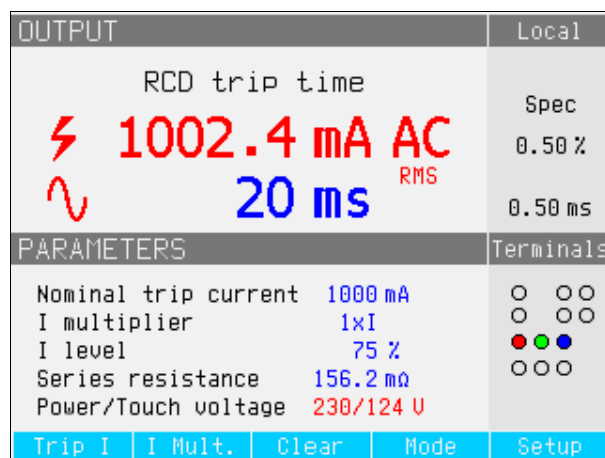 OUTPUT Local
RCD trip time
Spec
1002.4 mA AC
0.50 %
RMS
20 ms
0.50 ms
PARAMETERS Terminals
Nominal trip current 1000 mA
I multiplier 1xI
I level 75 %
Series resistance 156.2 mΩ
Power/Touch voltage 230/124 V
Trip I I Mult. Clear Mode Setup